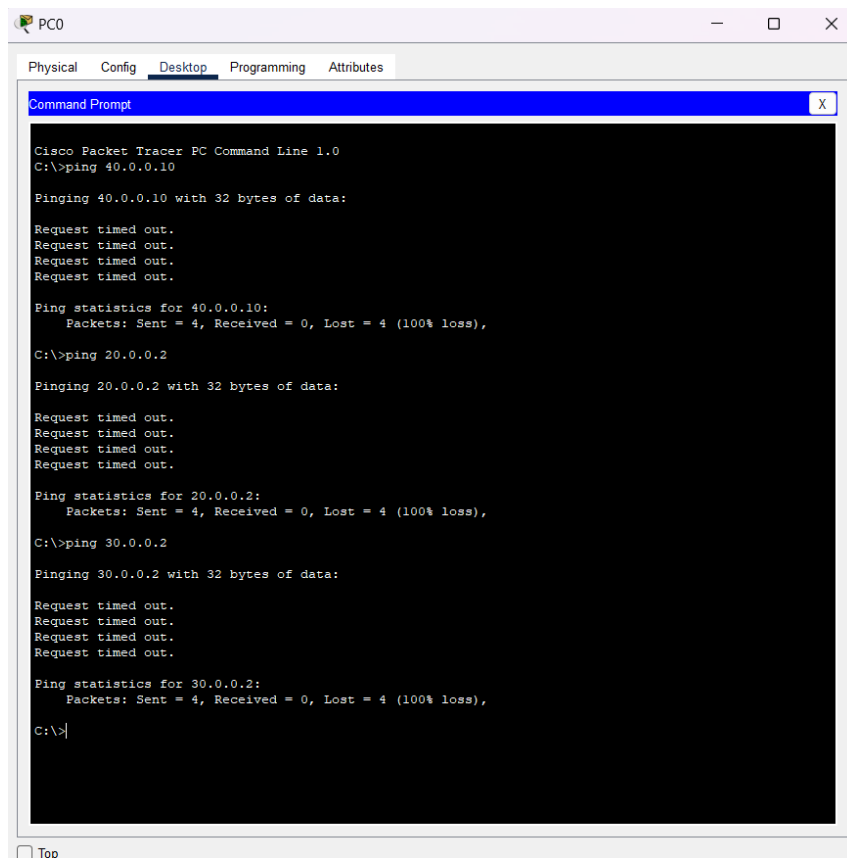 PC0
Physical Config Desktop Programming Attributes
Command Prompt
X
Cisco Packet Tracer PC Command Line 1.0
C:\>ping 40.0.0.10
Pinging 40.0.0.10 with 32 bytes of data:
Request timed out.
Request timed out.
Request timed out.
Request timed out.
Ping statistics for 40.0.0.10:
Packets: Sent = 4, Received = 0, Lost = 4 (100% loss),
C:\>ping 20.0.0.2
Pinging 20.0.0.2 with 32 bytes of data:
Request timed out.
Request timed out.
Request timed out.
Request timed out.
Ping statistics for 20.0.0.2:
Packets: Sent = 4, Received = 0, Lost = 4 (100% loss),
C:\>ping 30.0.0.2
Pinging 30.0.0.2 with 32 bytes of data:
Request timed out.
Request timed out.
Request timed out.
Request timed out.
Ping statistics for 30.0.0.2:
Packets: Sent = 4, Received = 0, Lost = 4 (100% loss),
C:\>
Top